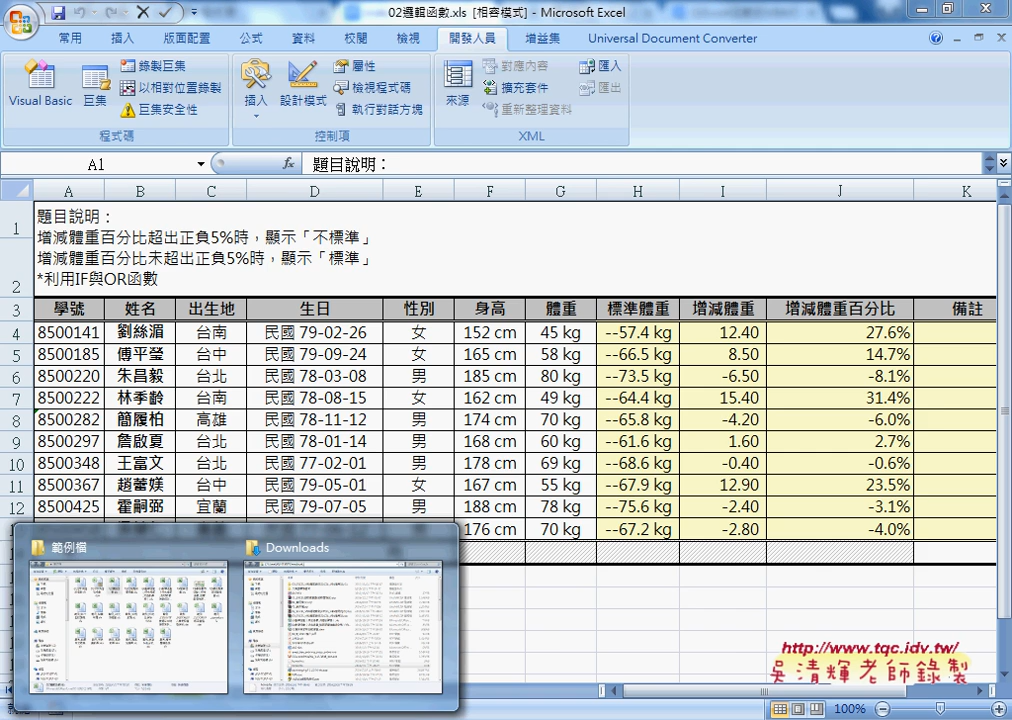 02邏輯函數.xls [相容模式] - Microsoft Excel
常用 插入 版面配置 公式 資料 校閱 檢視 開發人員 增益集 Universal Document Converter
Visual Basic 巨集 錄製巨集 以相對位置錄製 巨集安全性 程式碼
插入 設計模式 屬性 檢視程式碼 執行對話方塊 控制項
來源 對應內容 擴充套件 重新整理資料 匯入 匯出 XML
A1 fx 題目說明：
A B C D E F G H I J K
1 題目說明：
增減體重百分比超出正負5%時，顯示「不標準」
增減體重百分比未超出正負5%時，顯示「標準」
2 *利用IF與OR函數
3 學號 姓名 出生地 生日 性別 身高 體重 標準體重 增減體重 增減體重百分比 備註
4 8500141 劉絲湄 台南 民國 79-02-26 女 152 cm 45 kg --57.4 kg 12.40 27.6%
5 8500185 傅平瑩 台中 民國 79-09-24 女 165 cm 58 kg --66.5 kg 8.50 14.7%
6 8500220 朱昌毅 台北 民國 78-03-08 男 185 cm 80 kg --73.5 kg -6.50 -8.1%
7 8500222 林季齡 台南 民國 78-08-15 女 162 cm 49 kg --64.4 kg 15.40 31.4%
8 8500282 簡履柏 高雄 民國 78-11-12 男 174 cm 70 kg --65.8 kg -4.20 -6.0%
9 8500297 詹啟夏 台北 民國 78-01-14 男 168 cm 60 kg --61.6 kg 1.60 2.7%
10 8500348 王富文 台北 民國 77-02-01 男 178 cm 69 kg --68.6 kg -0.40 -0.6%
11 8500367 趙蕾媄 台中 民國 79-05-01 女 167 cm 55 kg --67.9 kg 12.90 23.5%
12 8500425 霍嗣弼 宜蘭 民國 79-07-05 男 188 cm 78 kg --75.6 kg -2.40 -3.1%
176 cm 70 kg --67.2 kg -2.80 -4.0%
範例檔 Downloads
http://www.tqc.idv.tw/
吳清輝老師錄製
100%